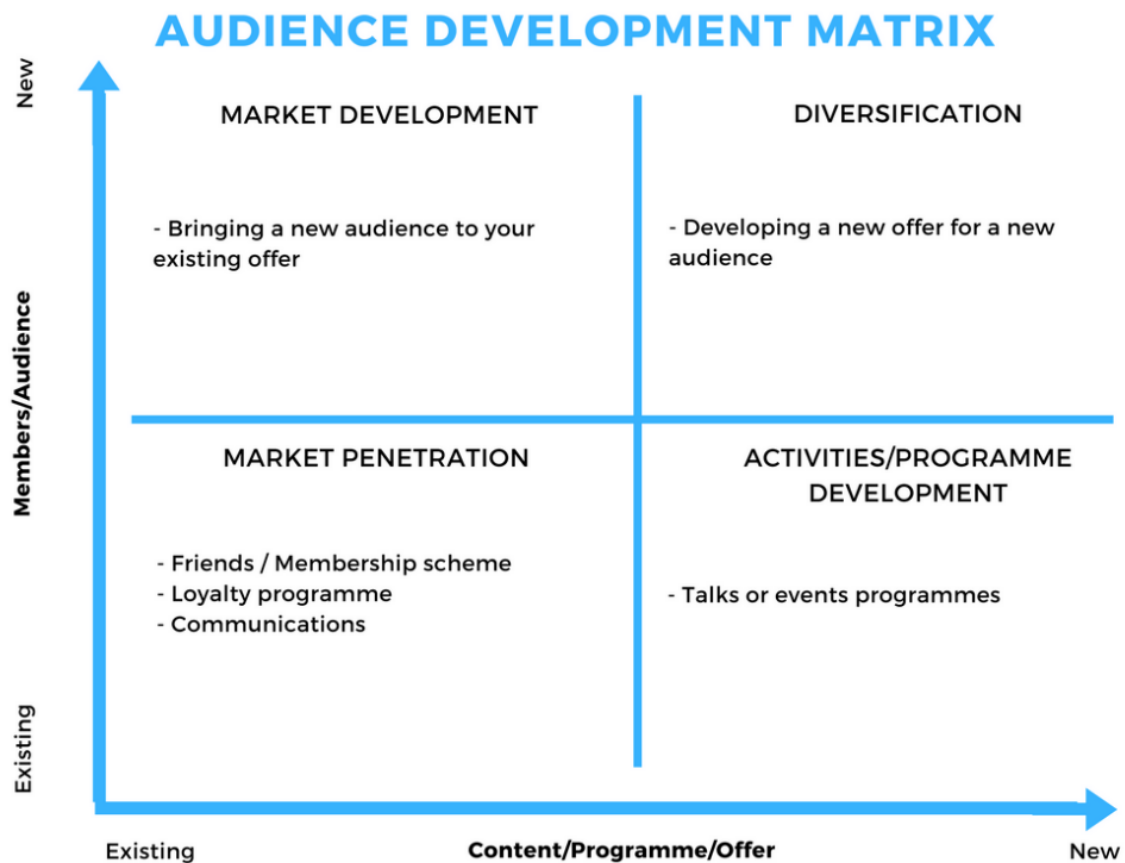 AUDIENCE DEVELOPMENT MATRIX
New
MARKET DEVELOPMENT
DIVERSIFICATION
- Bringing a new audience to your
existing offer
- Developing a new offer for a new
audience
Members/Audience
MARKET PENETRATION
ACTIVITIES/PROGRAMME
DEVELOPMENT
- Friends / Membership scheme
- Loyalty programme
- Communications
- Talks or events programmes
Existing
Existing
Content/Programme/Offer
New